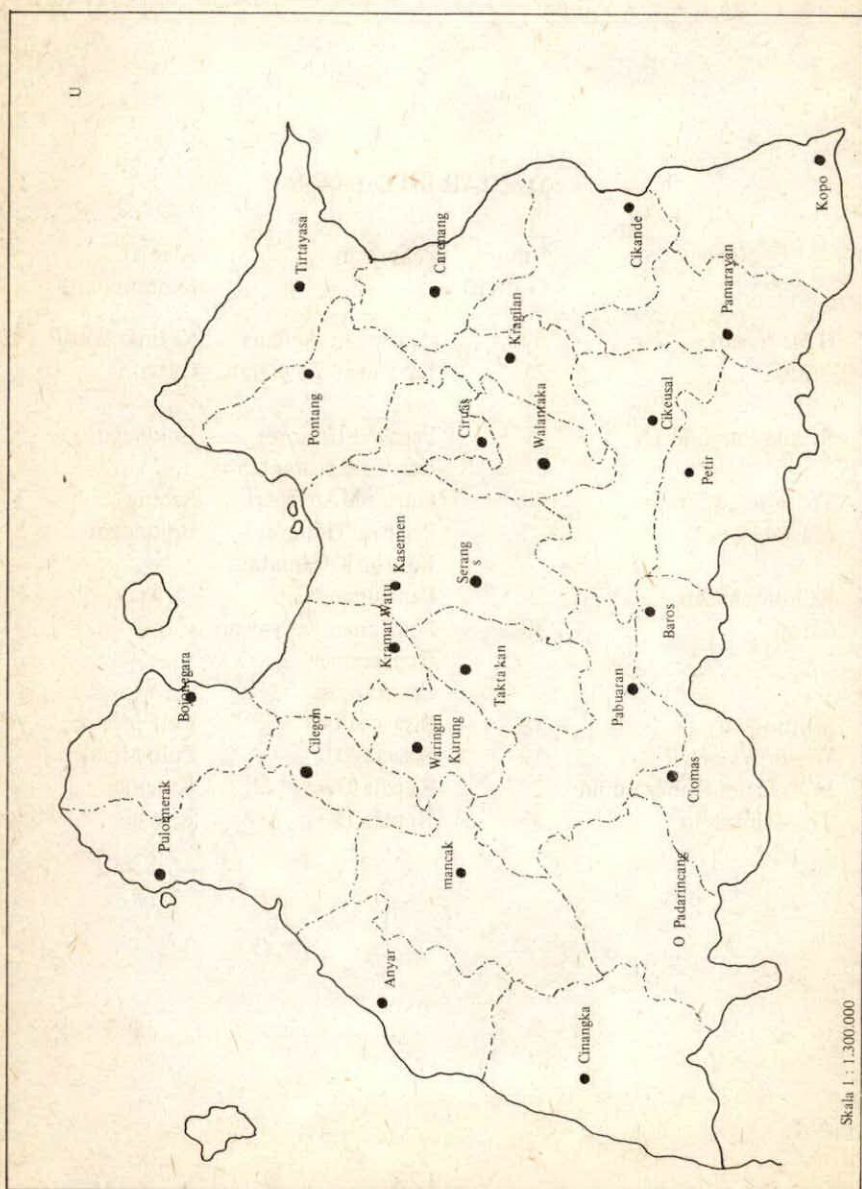 U
Tirtayasa
Pontang
Carenang
Cikande
Kopo
Kragilan
Pamarayan
Ciruas
Walantaka
Cikeusal
Petir
Kasemen
Serang
s
Kramat Watu
Baros
Bojonegara
Taktakan
Pabuaran
Cilegon
Waringin
Kurung
Ciomas
Pulomerak
mancak
O Padarincang
Anyar
Cinangka
Skala 1 : 1.300.000